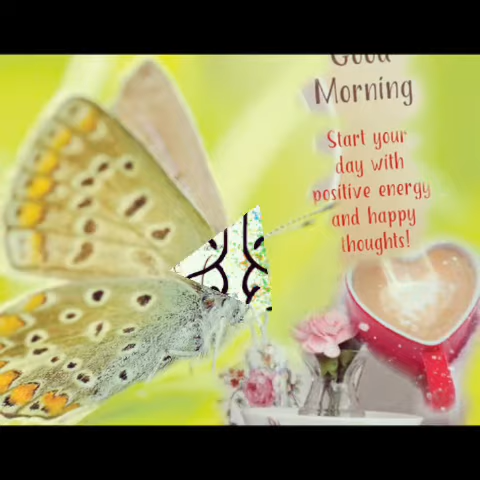 Good
Morning
Start your
day with
positive energy
and happy
thoughts!